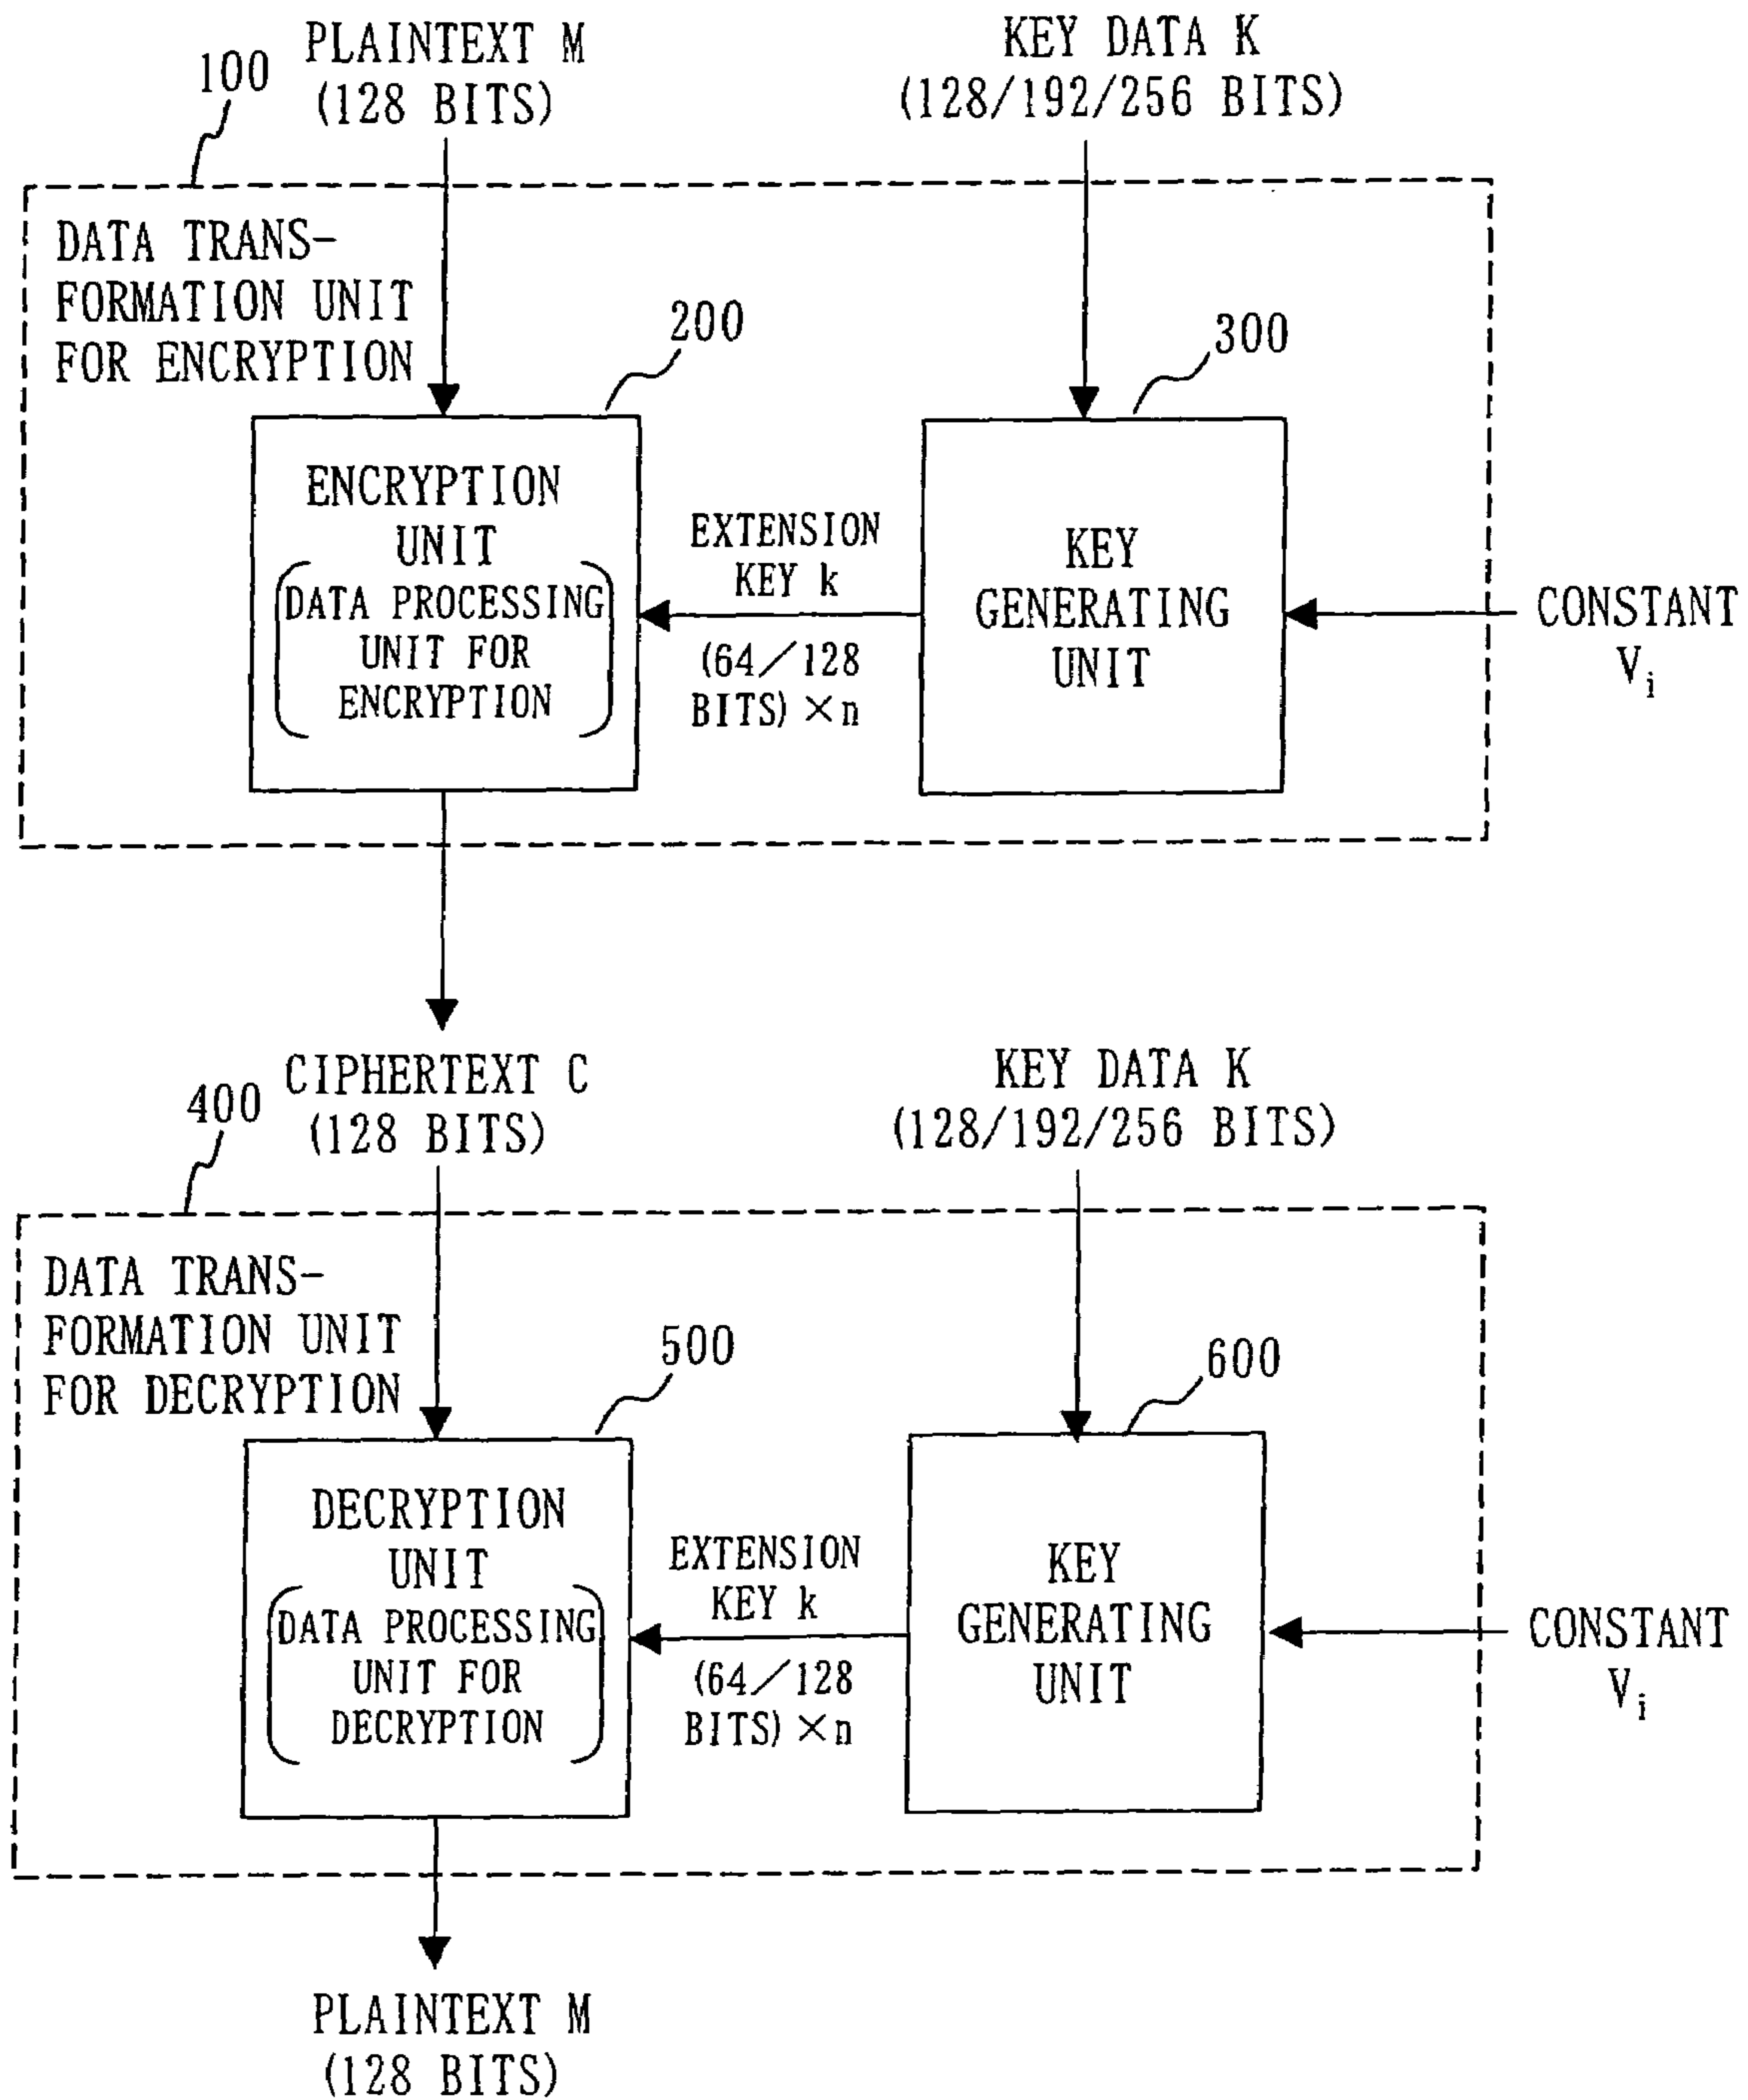 PLAINTEXT M
(128 BITS)
KEY DATA K
(128/192/256 BITS)
100
DATA TRANS-
FORMATION UNIT
FOR ENCRYPTION
200
300
ENCRYPTION
UNIT
DATA PROCESSING
UNIT FOR
ENCRYPTION
EXTENSION
KEY k
(64/128
BITS)×n
KEY
GENERATING
UNIT
CONSTANT
Vi
CIPHERTEXT C
(128 BITS)
KEY DATA K
(128/192/256 BITS)
400
DATA TRANS-
FORMATION UNIT
FOR DECRYPTION
500
600
DECRYPTION
UNIT
DATA PROCESSING
UNIT FOR
DECRYPTION
EXTENSION
KEY k
(64/128
BITS)×n
KEY
GENERATING
UNIT
CONSTANT
Vi
PLAINTEXT M
(128 BITS)